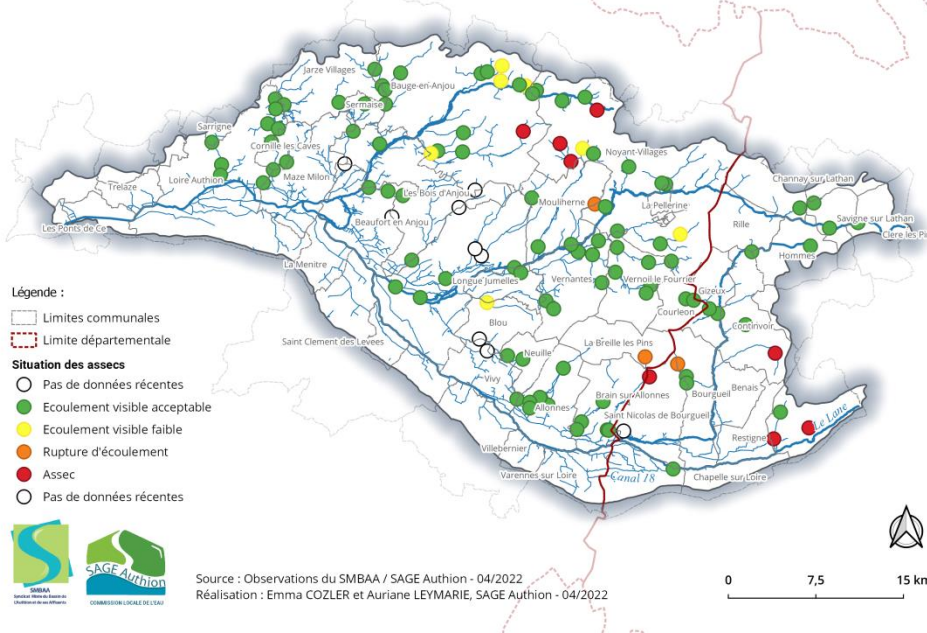 Jarze Villages
Bauge-en-Anjou
Sermaise
Sarrigne
Cornille les Caves
Noyant-Villages
Trelaze
Loire Authion
Maze Milon
Channay sur Lathan
Les Bois d'Anjou
Mouliherne
La Pellerine
Beaufort en Anjou
Rille
Savigne sur Lathan
Les Ponts de Ce
Clere les Pi
Hommes
La Menitre
Longue Jumelles
Vernantes
Vernoil le Fourrier
Gizeux
Courleon
Blou
Continvoir
Saint Clement des Levees
La Breille les Pins
Neuille
Vivy
Benais
Brain sur Allonnes
Bourgueil
Allonnes
Saint Nicolas de Bourgueil
Le Lane
Restigne
Villebernier
Varennes sur Loire
Canal 18
Chapelle sur Loire
Légende :
Limites communales
Limite départementale
Situation des assecs
Pas de données récentes
Ecoulement visible acceptable
Ecoulement visible faible
Rupture d'écoulement
Assec
Pas de données récentes
SMBAA
SAGE Authion
COMMISSION LOCALE DE L'EAU
Source : Observations du SMBAA / SAGE Authion - 04/2022
Réalisation : Emma COZLER et Auriane LEYMARIE, SAGE Authion - 04/2022
0 7.5 15 km